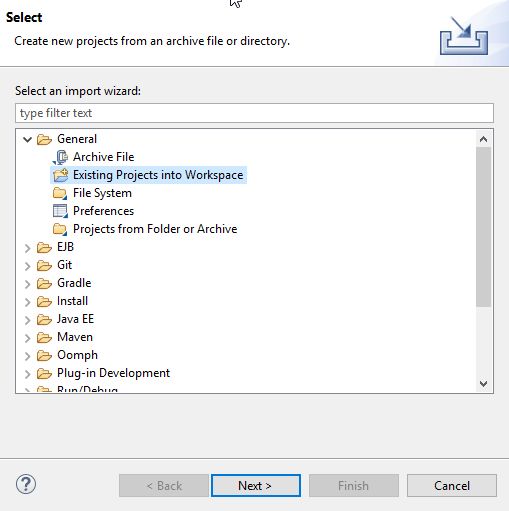 Select
Create new projects from an archive file or directory.
Select an import wizard:
type filter text
General
Archive File
Existing Projects into Workspace
File System
Preferences
Projects from Folder or Archive
EJB
Git
Gradle
Install
Java EE
Maven
Oomph
Plug-in Development
Run/Debug
?
< Back
Next >
Finish
Cancel